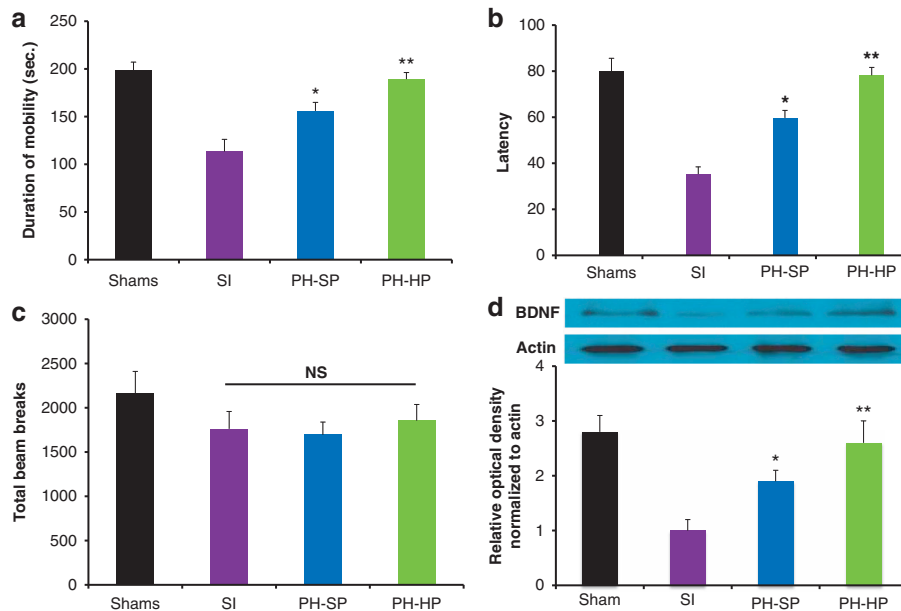 a
Duration of mobility (sec.)
250
200
150
100
50
0
*
**
Shams SI PH-SP PH-HP
b
Latency
100
80
60
40
20
0
*
**
Shams SI PH-SP PH-HP
c
Total beam breaks
3000
2500
2000
1500
1000
500
0
NS
Shams SI PH-SP PH-HP
d
BDNF
Actin
Relative optical density
normalized to actin
4
3
2
1
0
*
**
Sham SI PH-SP PH-HP